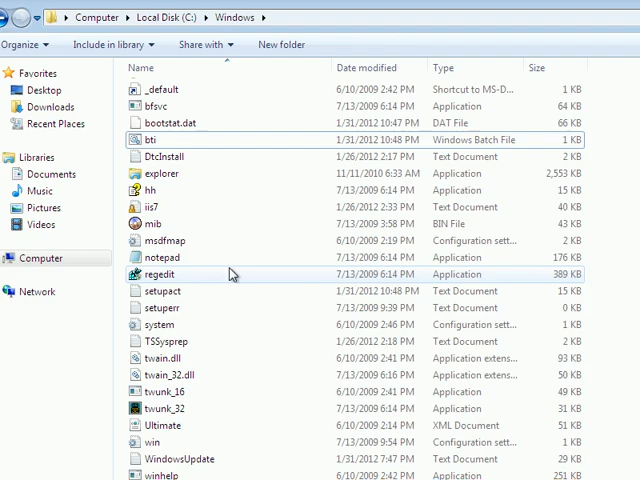 Computer ▸ Local Disk (C:) ▸ Windows ▸
Organize Include in library Share with New folder
Name Date modified Type Size
Favorites
Desktop
Downloads
Recent Places
Libraries
Documents
Music
Pictures
Videos
Computer
Network
_default 6/10/2009 2:42 PM Shortcut to MS-D... 1 KB
bfsvc 7/13/2009 6:14 PM Application 64 KB
bootstat.dat 1/31/2012 10:47 PM DAT File 66 KB
bti 1/31/2012 10:48 PM Windows Batch File 1 KB
DtcInstall 1/26/2012 2:17 PM Text Document 2 KB
explorer 11/11/2010 6:33 AM Application 2,553 KB
hh 7/13/2009 6:14 PM Application 15 KB
iis7 1/26/2012 2:33 PM Text Document 40 KB
mib 7/13/2009 3:58 PM BIN File 43 KB
msdfmap 6/10/2009 2:19 PM Configuration sett... 2 KB
notepad 7/13/2009 6:14 PM Application 176 KB
regedit 7/13/2009 6:14 PM Application 389 KB
setupact 1/31/2012 10:48 PM Text Document 15 KB
setuperr 7/13/2009 9:39 PM Text Document 0 KB
system 6/10/2009 2:46 PM Configuration sett... 1 KB
TSSysprep 1/26/2012 2:18 PM Text Document 2 KB
twain.dll 6/10/2009 2:41 PM Application extens... 93 KB
twain_32.dll 7/13/2009 6:16 PM Application extens... 50 KB
twunk_16 6/10/2009 2:41 PM Application 49 KB
twunk_32 7/13/2009 6:14 PM Application 31 KB
Ultimate 6/10/2009 2:14 PM XML Document 51 KB
win 7/13/2009 9:54 PM Configuration sett... 1 KB
WindowsUpdate 1/31/2012 7:47 PM Text Document 29 KB
winhelp 6/10/2009 2:42 PM Application 251 KB